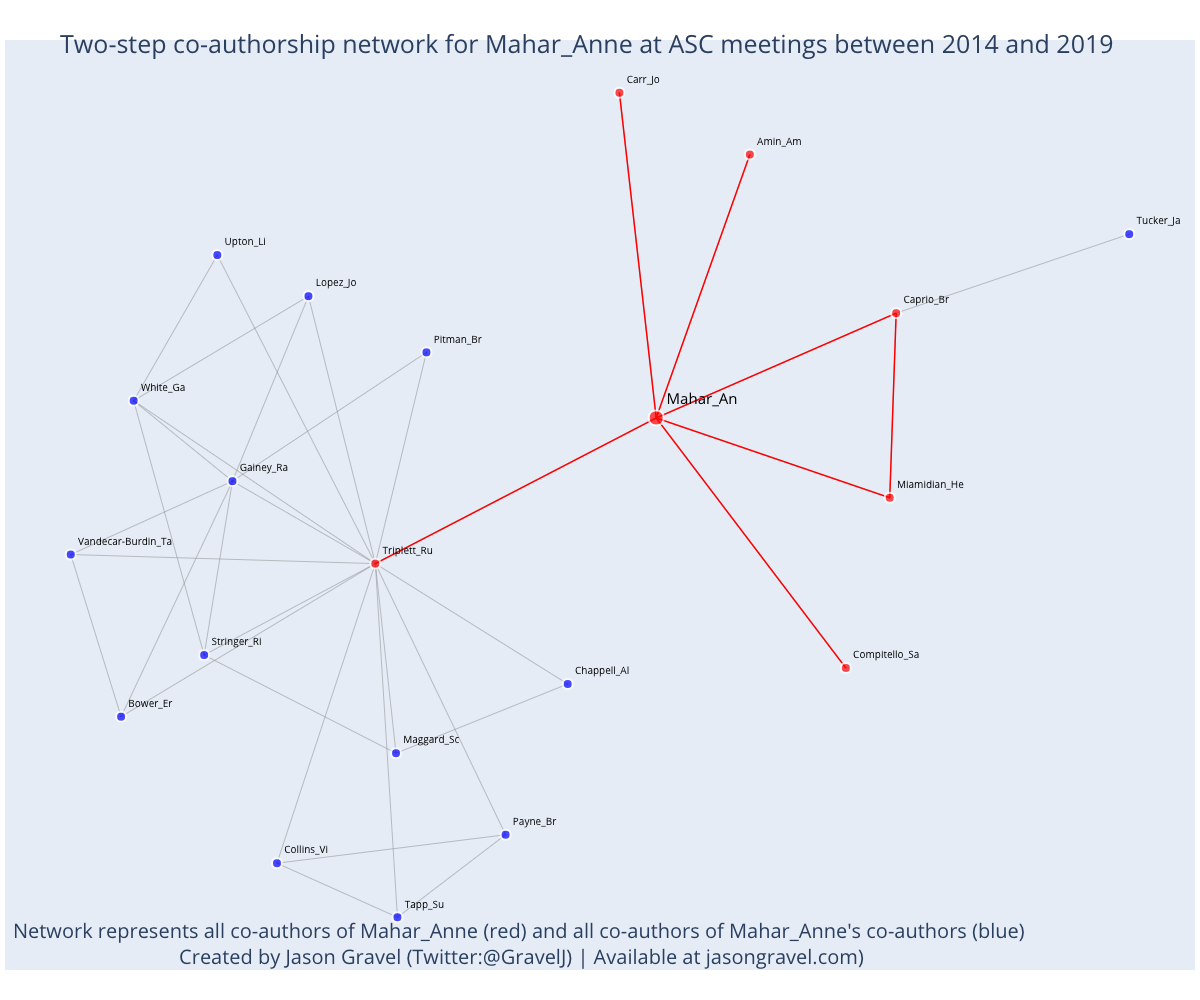 Two-step co-authorship network for Mahar_Anne at ASC meetings between 2014 and 2019
Carr_Jo
Amin_Am
Tucker_Ja
Upton_Li
Lopez_Jo
Caprio_Br
Pitman_Br
White_Ga
Mahar_An
Gainey_Ra
Miamidian_He
Vandecar-Burdin_Ta
Triplett_Ru
Stringer_Ri
Compitello_Sa
Chappell_Al
Bower_Er
Maggard_Sc
Payne_Br
Collins_Vi
Tapp_Su
Network represents all co-authors of Mahar_Anne (red) and all co-authors of Mahar_Anne's co-authors (blue)
Created by Jason Gravel (Twitter:@GravelJ) | Available at jasongravel.com)